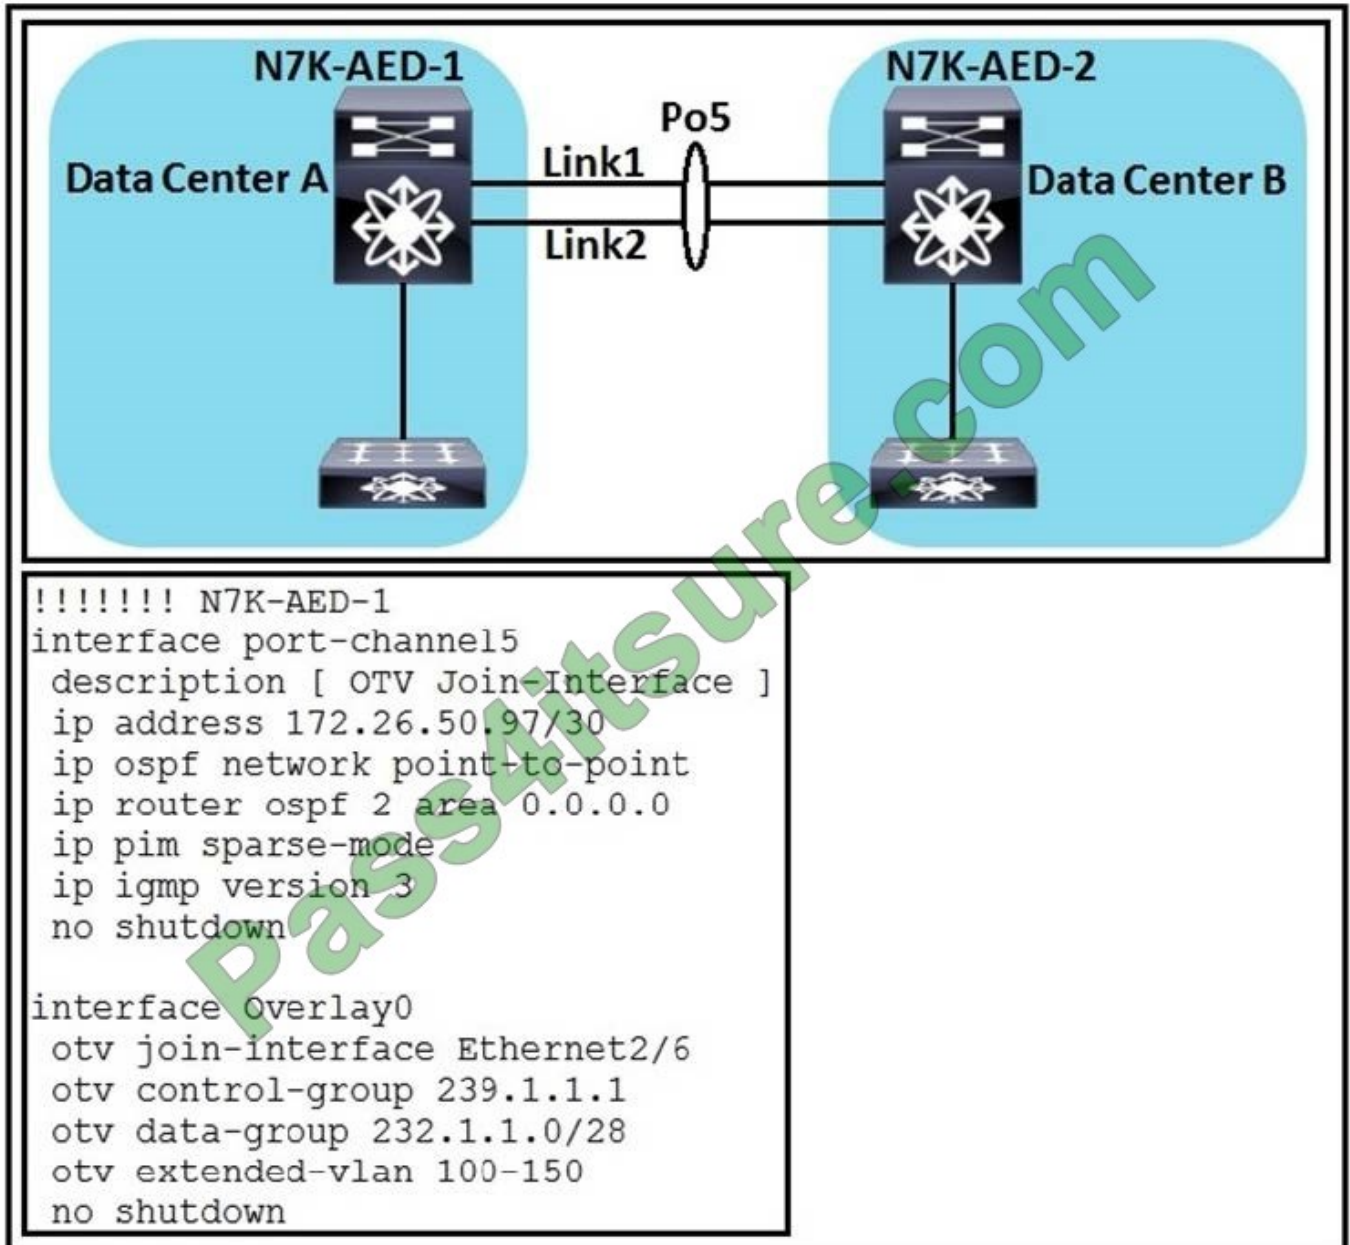 N7K-AED-1
N7K-AED-2
Po5
Link1
Data Center A
Data Center B
Link2
!!!!!!! N7K-AED-1
interface port-channel5
description [ OTV Join-Interface ]
ip address 172.26.50.97/30
ip ospf network point-to-point
ip router ospf 2 area 0.0.0.0
ip pim sparse-mode
ip igmp version 3
no shutdown
interface Overlay0
otv join-interface Ethernet2/6
otv control-group 239.1.1.1
otv data-group 232.1.1.0/28
otv extended-vlan 100-150
no shutdown
Pass4itsure.com